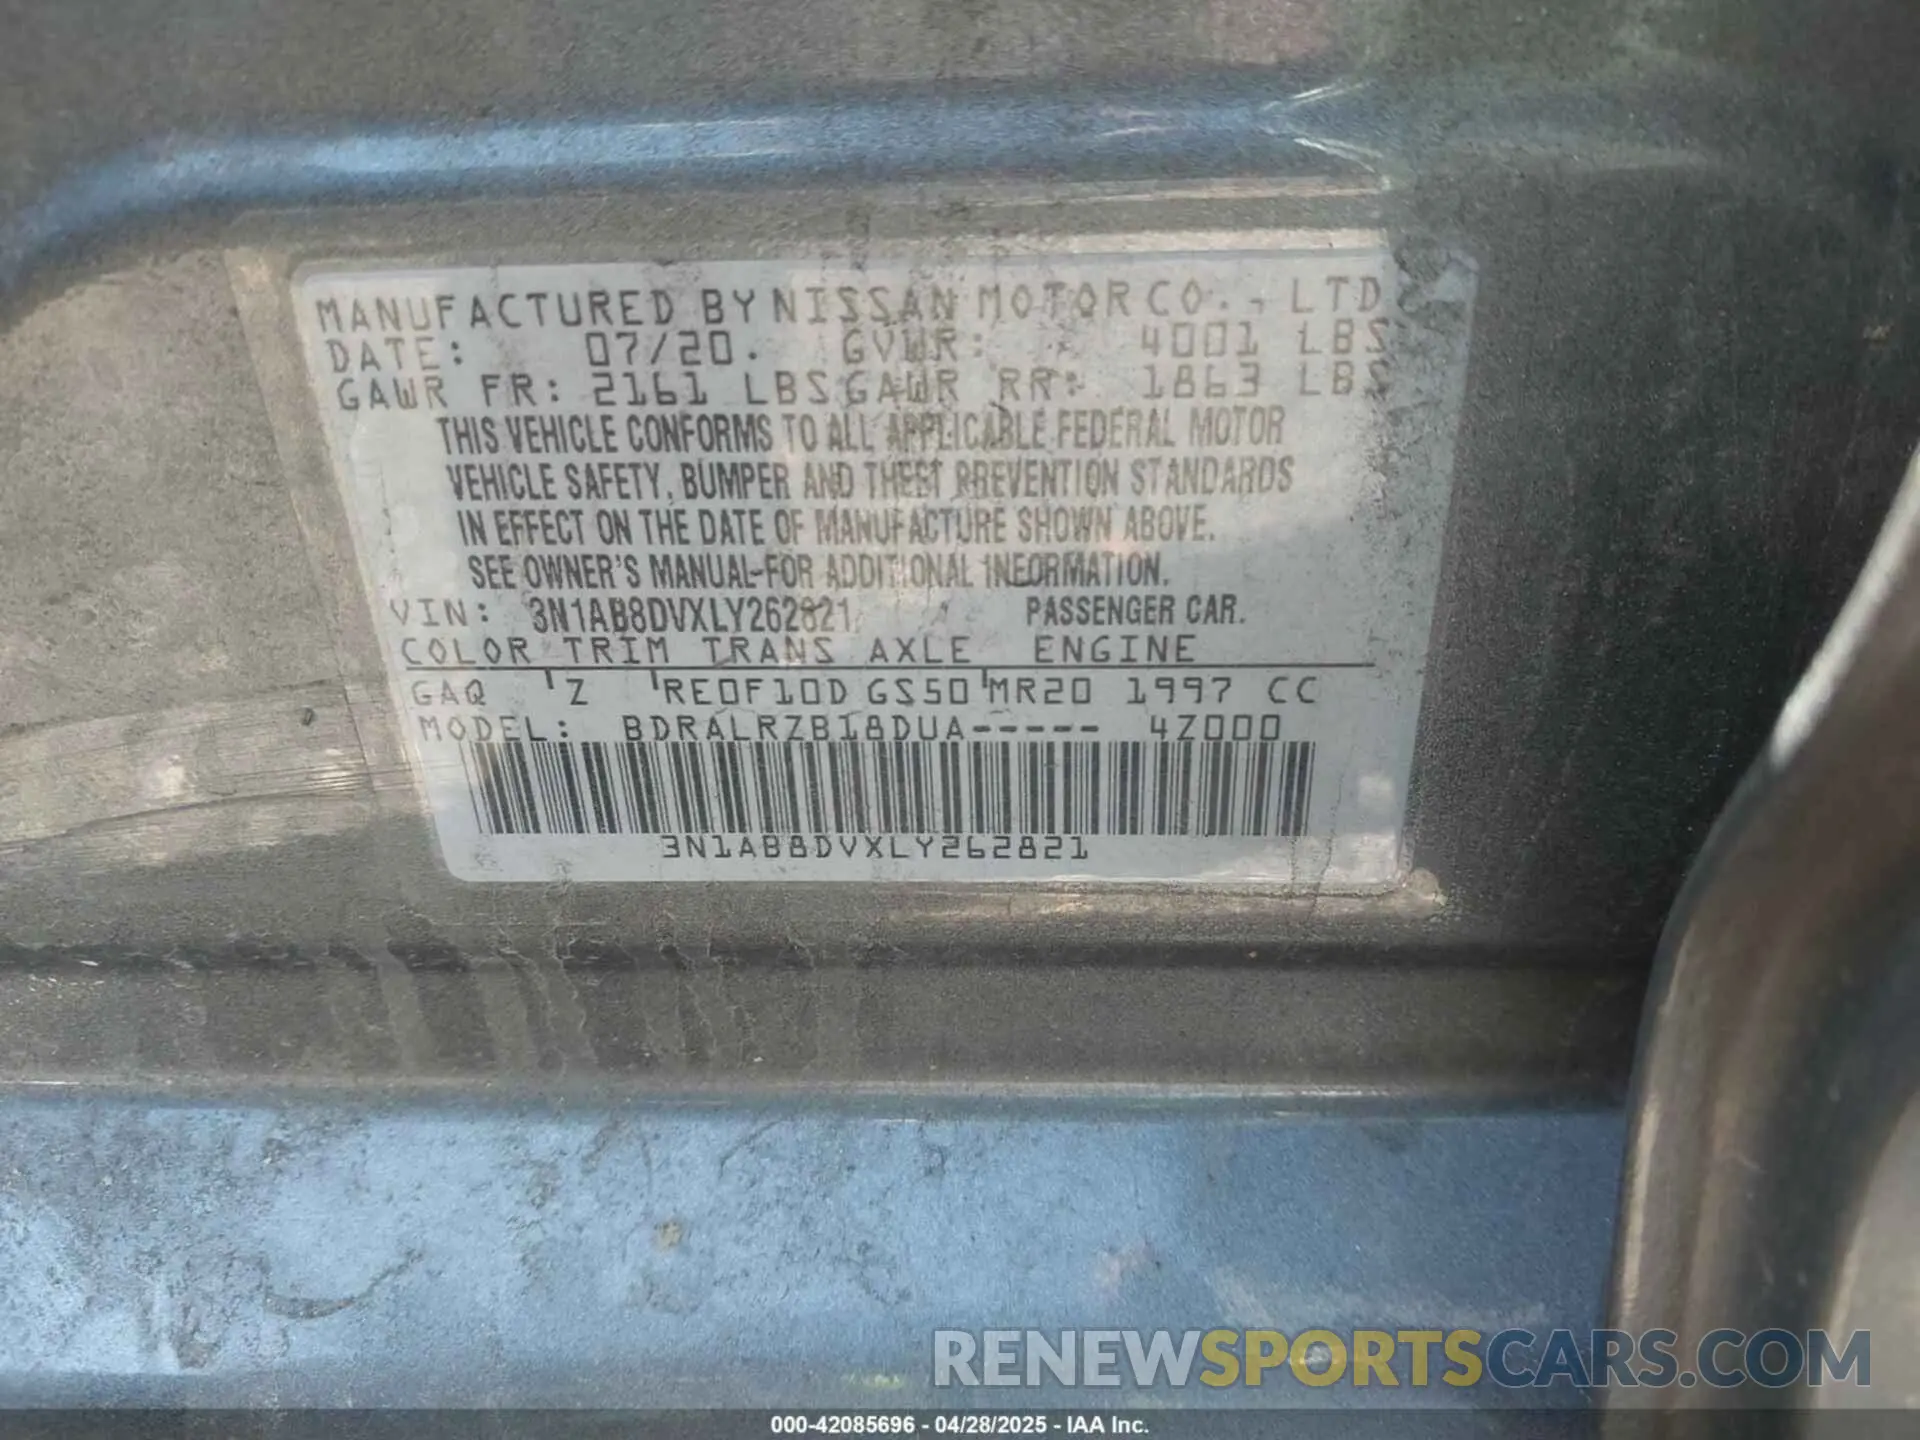 MANUFACTURED BY NISSAN MOTOR CO., LTD
DATE: 07/20. GVWR: 4001 LBS
GAWR FR: 2161 LBS GAWR RR: 1863 LBS
THIS VEHICLE CONFORMS TO ALL APPLICABLE FEDERAL MOTOR
VEHICLE SAFETY, BUMPER AND THEFT PREVENTION STANDARDS
IN EFFECT ON THE DATE OF MANUFACTURE SHOWN ABOVE.
SEE OWNER'S MANUAL FOR ADDITIONAL INFORMATION.
VIN: 3N1AB8DVXLY262821 PASSENGER CAR.
COLOR TRIM TRANS AXLE ENGINE
GAQ Z RE0F10D GS50 MR20 1997 CC
MODEL: BDRALRZB18DUA----- 4Z000
3N1AB8DVXLY262821
RENEWSPORTSCARS.COM
000-42085696 - 04/28/2025 - IAA Inc.